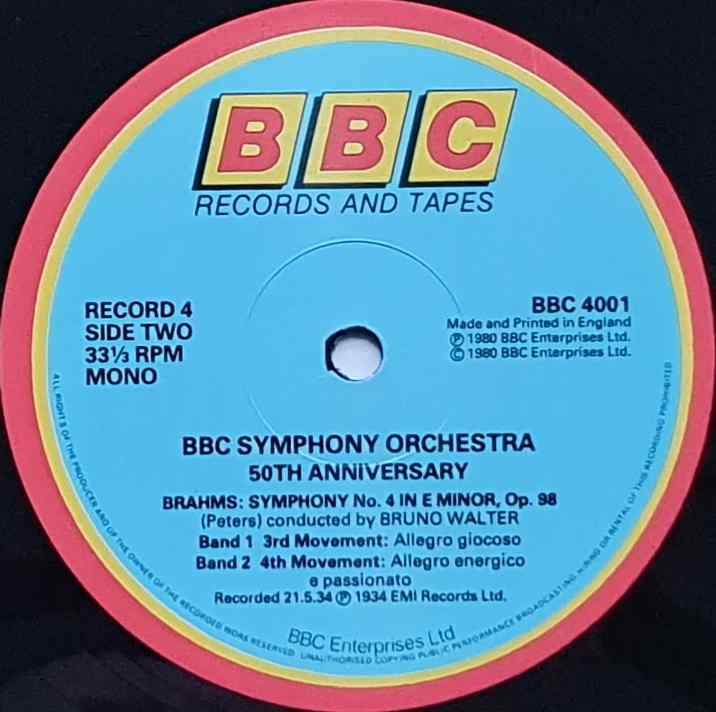 BBC
RECORDS AND TAPES
RECORD 4
SIDE TWO
33⅓ RPM
MONO
BBC 4001
Made and Printed in England
Ⓟ 1980 BBC Enterprises Ltd.
© 1980 BBC Enterprises Ltd.
BBC SYMPHONY ORCHESTRA
50TH ANNIVERSARY
BRAHMS: SYMPHONY No. 4 IN E MINOR, Op. 98
(Peters) conducted by BRUNO WALTER
Band 1 3rd Movement: Allegro giocoso
Band 2 4th Movement: Allegro energico
e passionato
Recorded 21.5.34 Ⓟ 1934 EMI Records Ltd.
BBC Enterprises Ltd
ALL RIGHTS OF THE PRODUCER AND OF THE OWNER OF THE RECORDED WORK RESERVED. UNAUTHORISED COPYING PUBLIC PERFORMANCE BROADCASTING, HIRING OR RENTAL OF THIS RECORDING PROHIBITED